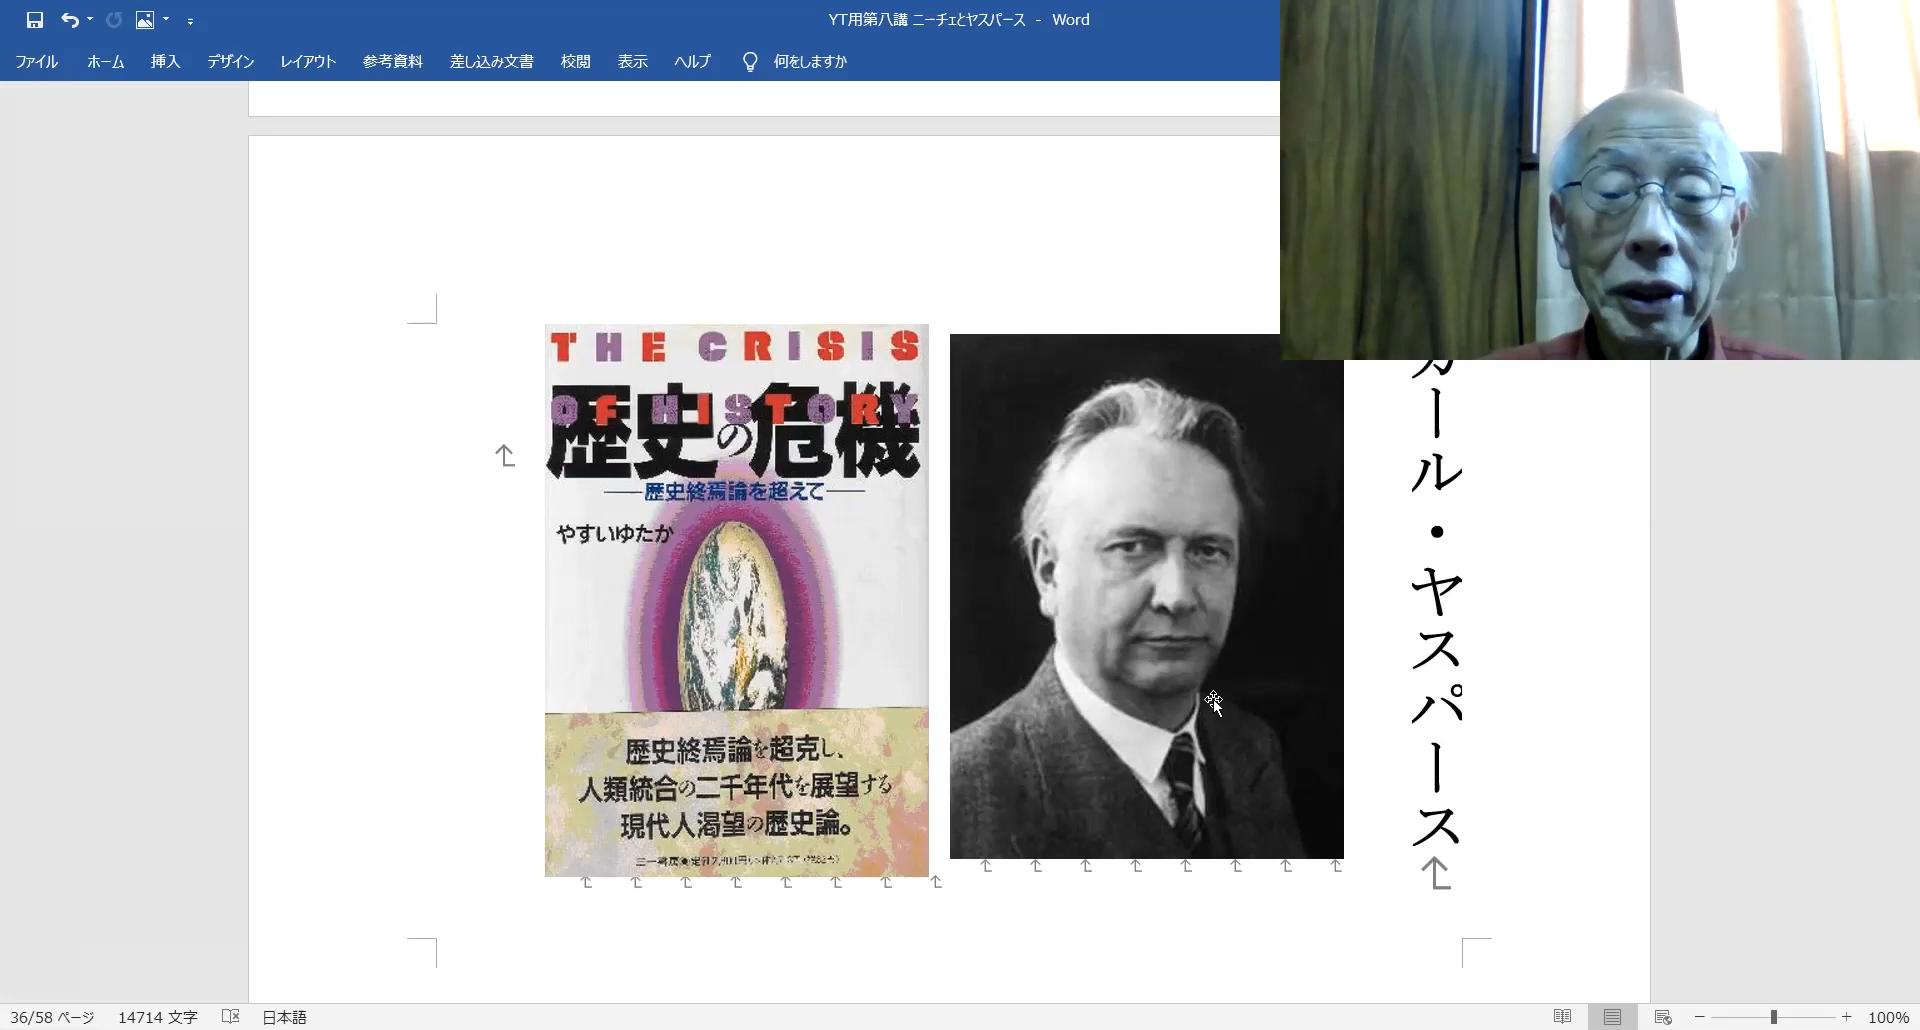 YT用第八講 ニーチェとヤスパース - Word
ファイル ホーム 挿入 デザイン レイアウト 参考資料 差し込み文書 校閲 表示 ヘルプ 何をしますか
THE CRISIS
OF HISTORY
歴史の危機
歴史終焉論を超えて
やすいゆたか
歴史終焉論を超克し、
人類統合の二千年代を展望する
現代人渇望の歴史論。
三一書房
カール・ヤスパース
36/58 ページ 14714 文字 日本語 100%